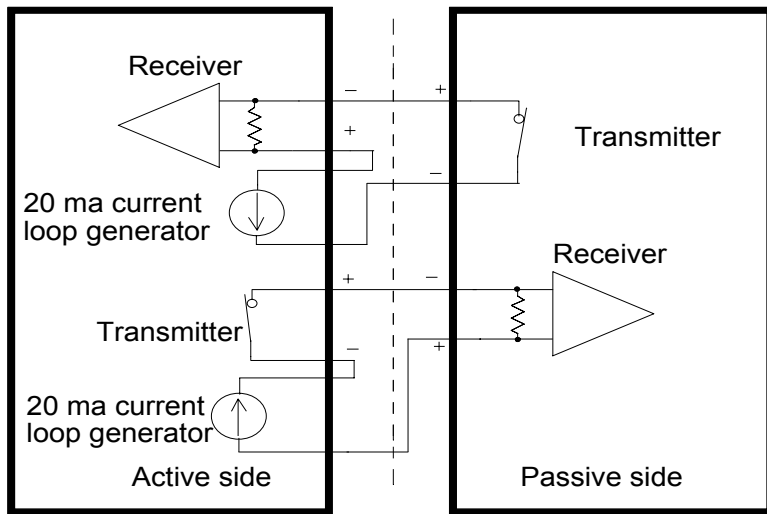 Receiver
−
+
+
Transmitter
−
20 ma current
loop generator
Receiver
+
−
Transmitter
−
+
20 ma current
loop generator
Active side
Passive side